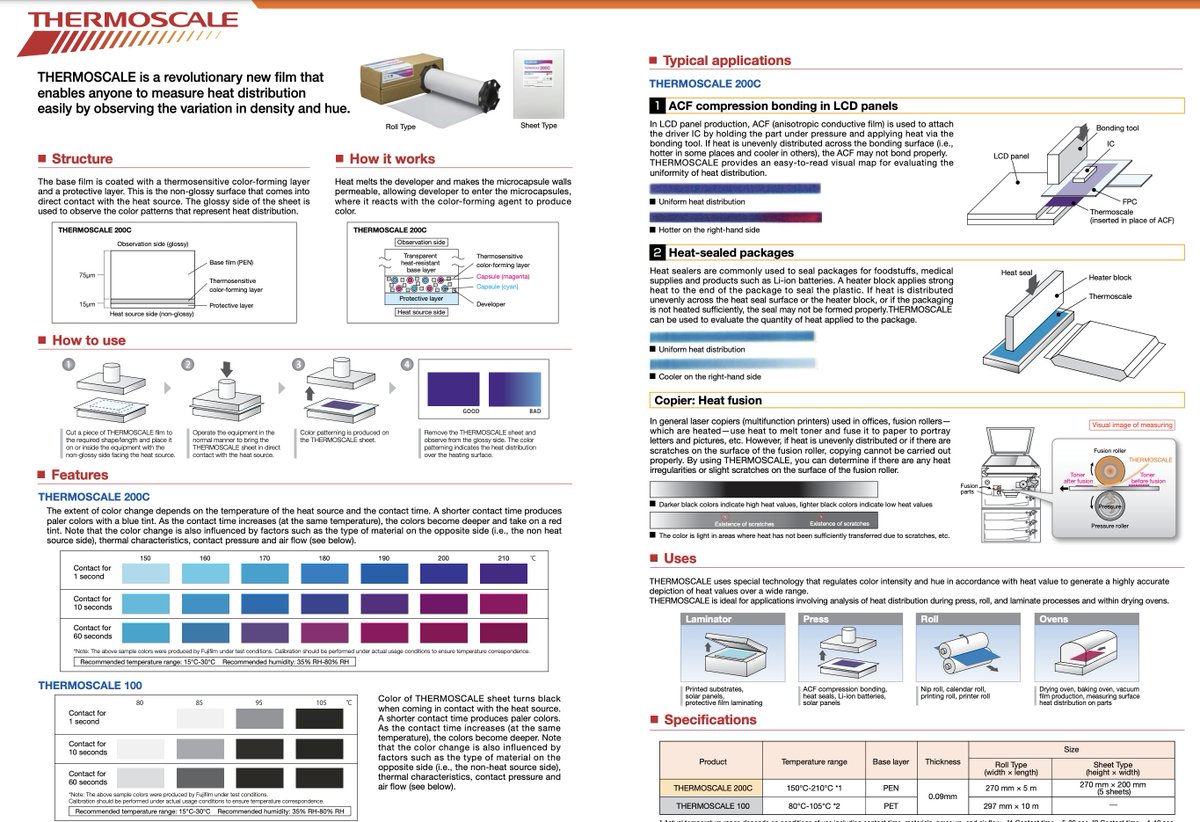 THERMOSCALE
THERMOSCALE is a revolutionary new film that
enables anyone to measure heat distribution
easily by observing the variation in density and hue.
Roll Type
Sheet Type
Structure
The base film is coated with a thermosensitive color-forming layer
and a protective layer. This is the non-glossy surface that comes into
direct contact with the heat source. The glossy side of the sheet is
used to observe the color patterns that represent heat distribution.
THERMOSCALE 200C
Observation side (glossy)
75μm
15μm
Base film (PEN)
Thermosensitive
color-forming layer
Protective layer
Heat source side (non-glossy)
How it works
Heat melts the developer and makes the microcapsule walls
permeable, allowing developer to enter the microcapsules,
where it reacts with the color-forming agent to produce
color.
THERMOSCALE 200C
Observation side
Transparent
heat-resistant
base layer
Protective layer
Heat source side
Thermosensitive
color-forming layer
Capsule (magenta)
Capsule (cyan)
Developer
How to use
1
Cut a piece of THERMOSCALE film to
the required shape/length and place it
on or inside the equipment with the
non-glossy side facing the heat source.
2
Operate the equipment in the
normal manner to bring the
THERMOSCALE sheet in direct
contact with the heat source.
3
Color patterning is produced on
the THERMOSCALE sheet.
4
GOOD
BAD
Remove the THERMOSCALE sheet and
observe from the glossy side. The color
patterning indicates the heat distribution
over the heating surface.
Features
THERMOSCALE 200C
The extent of color change depends on the temperature of the heat source and the contact time. A shorter contact time produces
paler colors with a blue tint. As the contact time increases (at the same temperature), the colors become deeper and take on a red
tint. Note that the color change is also influenced by factors such as the type of material on the opposite side (i.e., the non heat
source side), thermal characteristics, contact pressure and air flow (see below).
150 160 170 180 190 200 210 ℃
Contact for
1 second
Contact for
10 seconds
Contact for
60 seconds
*Note: The above sample colors were produced by Fujifilm under test conditions. Calibration should be performed under actual usage conditions to ensure temperature correspondence.
Recommended temperature range: 15°C-30°C Recommended humidity: 35% RH-80% RH
THERMOSCALE 100
80 85 95 105 ℃
Contact for
1 second
Contact for
10 seconds
Contact for
60 seconds
*Note: The above sample colors were produced by Fujifilm under test conditions.
Calibration should be performed under actual usage conditions to ensure temperature correspondence.
Recommended temperature range: 15°C-30°C Recommended humidity: 35% RH-80% RH
Color of THERMOSCALE sheet turns black
when coming in contact with the heat source.
A shorter contact time produces paler colors.
As the contact time increases (at the same
temperature), the colors become deeper. Note
that the color change is also influenced by
factors such as the type of material on the
opposite side (i.e., the non-heat source side),
thermal characteristics, contact pressure and
air flow (see below).
Typical applications
THERMOSCALE 200C
1 ACF compression bonding in LCD panels
In LCD panel production, ACF (anisotropic conductive film) is used to attach
the driver IC by holding the part under pressure and applying heat via the
bonding tool. If heat is unevenly distributed across the bonding surface (i.e.,
hotter in some places and cooler in others), the ACF may not bond properly.
THERMOSCALE provides an easy-to-read visual map for evaluating the
uniformity of heat distribution.
Uniform heat distribution
Hotter on the right-hand side
Bonding tool
IC
LCD panel
FPC
Thermoscale
(inserted in place of ACF)
2 Heat-sealed packages
Heat sealers are commonly used to seal packages for foodstuffs, medical
supplies and products such as Li-ion batteries. A heater block applies strong
heat to the end of the package to seal the plastic. If heat is distributed
unevenly across the heat seal surface or the heater block, or if the packaging
is not heated sufficiently, the seal may not be formed properly.THERMOSCALE
can be used to evaluate the quantity of heat applied to the package.
Uniform heat distribution
Cooler on the right-hand side
Heat seal
Heater block
Thermoscale
Copier: Heat fusion
In general laser copiers (multifunction printers) used in offices, fusion rollers—
which are heated—use heat to melt toner and fuse it to paper to portray
letters and pictures, etc. However, if heat is unevenly distributed or if there are
scratches on the surface of the fusion roller, copying cannot be carried out
properly. By using THERMOSCALE, you can determine if there are any heat
irregularities or slight scratches on the surface of the fusion roller.
Darker black colors indicate high heat values, lighter black colors indicate low heat values
Existence of scratches
Existence of scratches
The color is light in areas where heat has not been sufficiently transferred due to scratches, etc.
Visual image of measuring
Fusion roller
THERMOSCALE
Toner
after fusion
Toner
before fusion
Fusion
parts
Pressure
Pressure roller
Uses
THERMOSCALE uses special technology that regulates color intensity and hue in accordance with heat value to generate a highly accurate
depiction of heat values over a wide range.
THERMOSCALE is ideal for applications involving analysis of heat distribution during press, roll, and laminate processes and within drying ovens.
Laminator
Printed substrates,
solar panels,
protective film laminating
Press
ACF compression bonding,
heat seals, Li-ion batteries,
solar panels
Roll
Nip roll, calendar roll,
printing roll, printer roll
Ovens
Drying oven, baking oven, vacuum
film production, measuring surface
heat distribution on parts
Specifications
Product Temperature range Base layer Thickness Size
Roll Type
(width × length)
Sheet Type
(height × width)
THERMOSCALE 200C 150°C-210°C *1 PEN 0.09mm 270 mm × 5 m 270 mm × 200 mm
(5 sheets)
THERMOSCALE 100 80°C-105°C *2 PET 297 mm × 10 m —